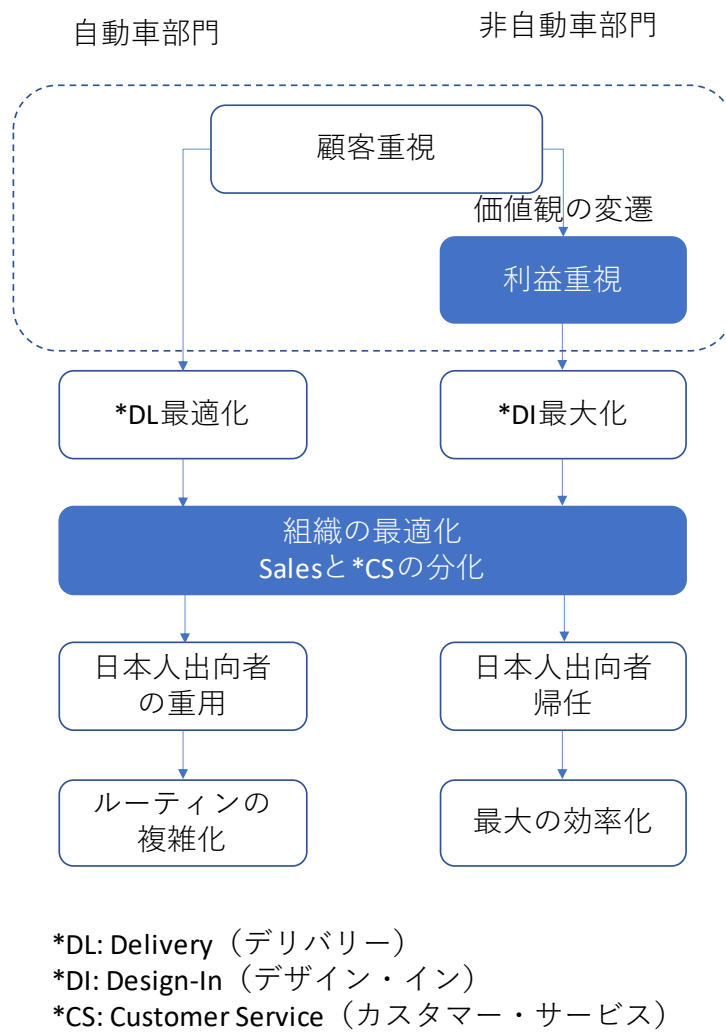 自動車部門
非自動車部門
顧客重視
価値観の変遷
利益重視
*DL最適化
*DI最大化
組織の最適化
Salesと*CSの分化
日本人出向者
の重用
日本人出向者
帰任
ルーティンの
複雑化
最大の効率化
*DL: Delivery（デリバリー）
*DI: Design-In（デザイン・イン）
*CS: Customer Service（カスタマー・サービス）